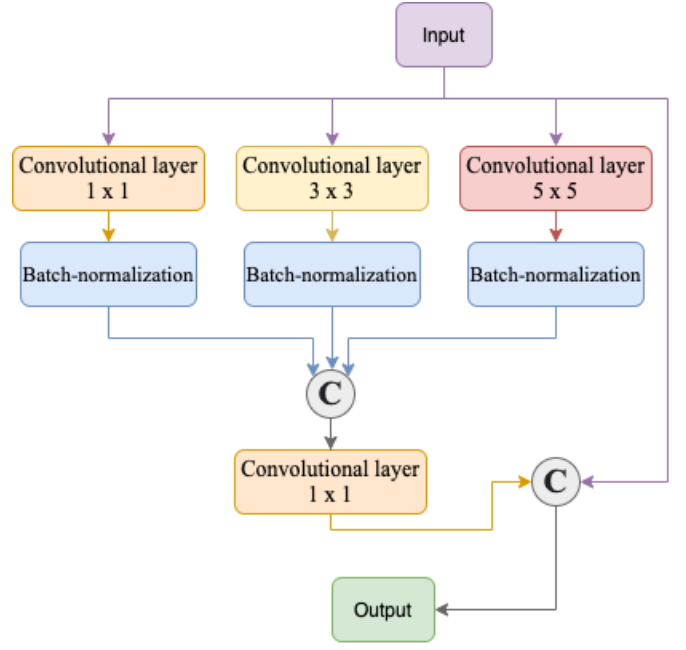 Input
Convolutional layer
1 x 1
Convolutional layer
3 x 3
Convolutional layer
5 x 5
Batch-normalization
Batch-normalization
Batch-normalization
C
Convolutional layer
1 x 1
C
Output